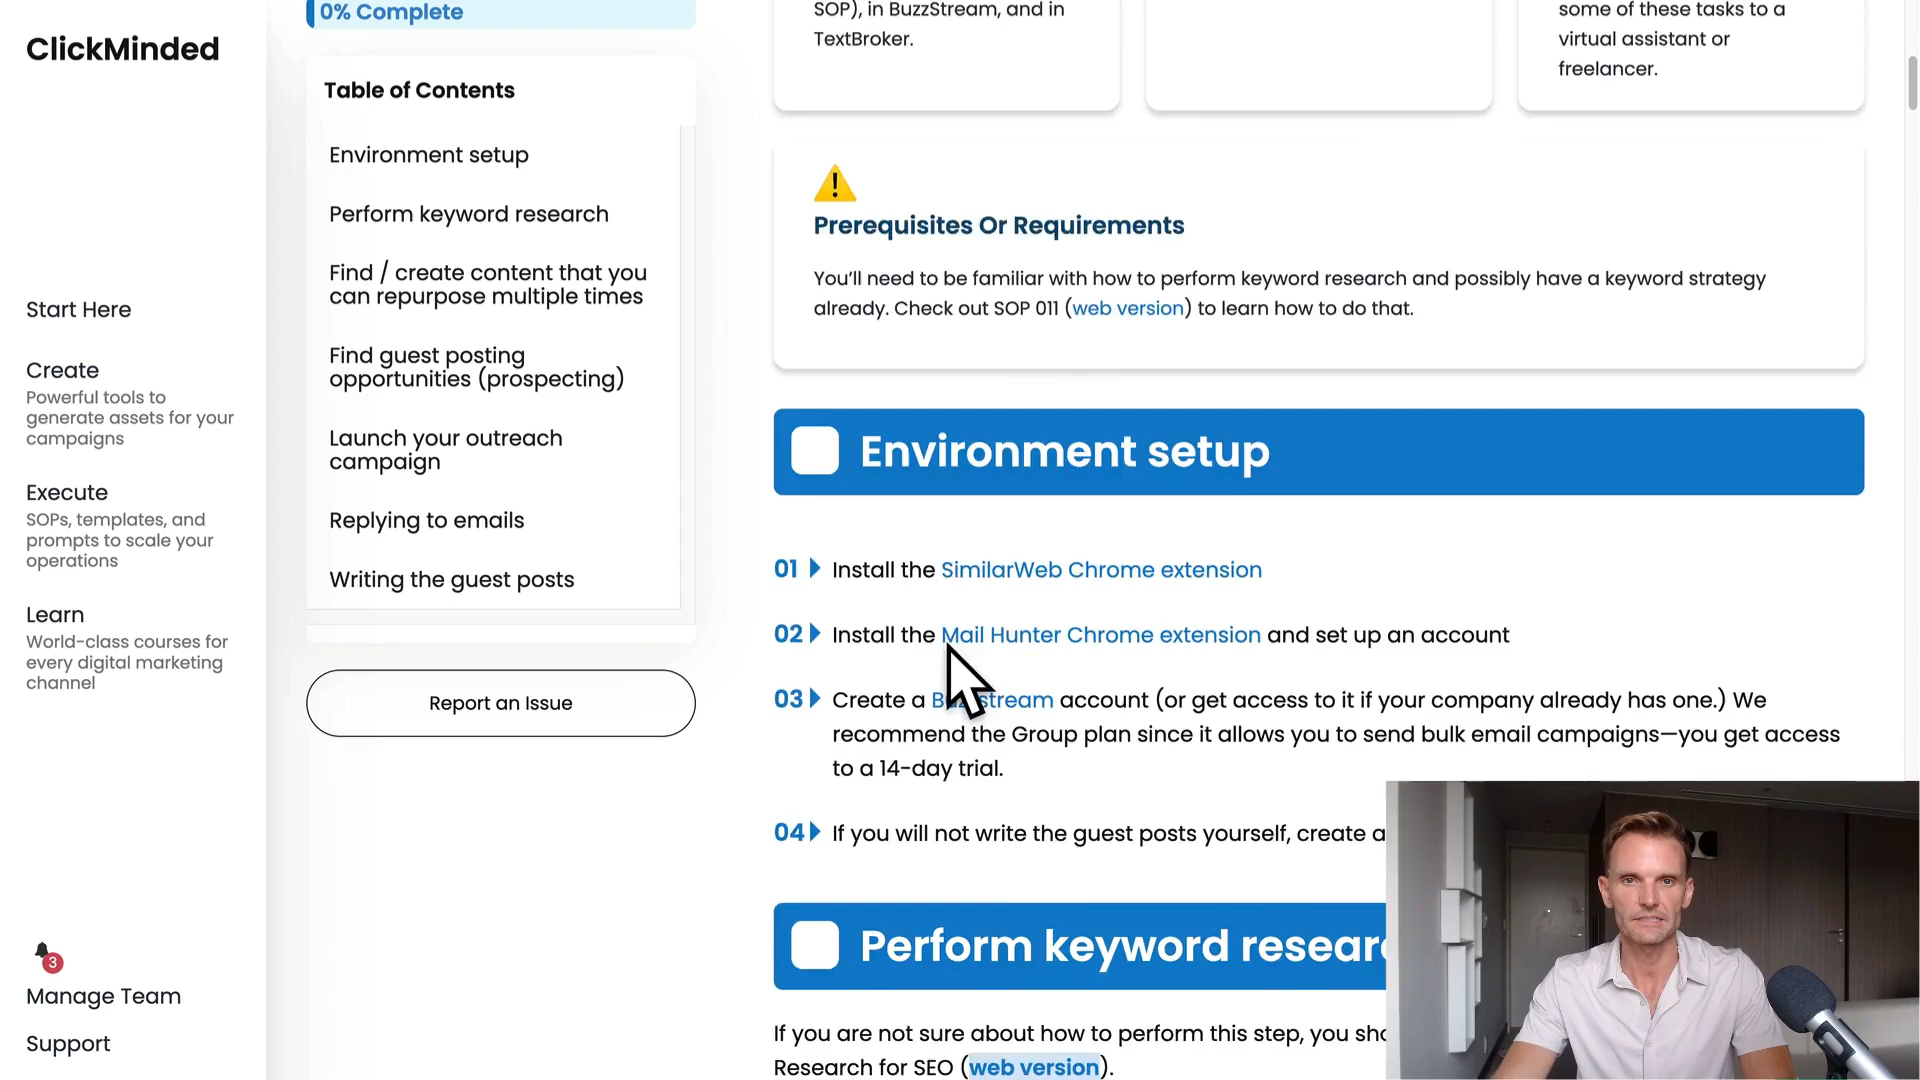 ClickMinded
Start Here
Create
Powerful tools to
generate assets for your
campaigns
Execute
SOPs, templates, and
prompts to scale your
operations
Learn
World-class courses for
every digital marketing
channel
3
Manage Team
Support
0% Complete
Table of Contents
Environment setup
Perform keyword research
Find / create content that you
can repurpose multiple times
Find guest posting
opportunities (prospecting)
Launch your outreach
campaign
Replying to emails
Writing the guest posts
Report an Issue
SOP), in BuzzStream, and in
TextBroker.
some of these tasks to a
virtual assistant or
freelancer.
Prerequisites Or Requirements
You’ll need to be familiar with how to perform keyword research and possibly have a keyword strategy
already. Check out SOP 011 (web version) to learn how to do that.
Environment setup
01 Install the SimilarWeb Chrome extension
02 Install the Mail Hunter Chrome extension and set up an account
03 Create a Buzzstream account (or get access to it if your company already has one.) We
recommend the Group plan since it allows you to send bulk email campaigns—you get access
to a 14-day trial.
04 If you will not write the guest posts yourself, create a
Perform keyword resear
If you are not sure about how to perform this step, you sho
Research for SEO (web version).